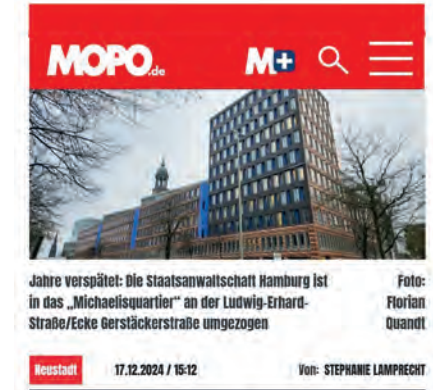 MOPO.de M+
Jahre verspätet: Die Staatsanwaltschaft Hamburg ist
in das „Michaelisquartier“ an der Ludwig-Erhard-
Straße/Ecke Gerstäckerstraße umgezogen
Foto:
Florian
Quandt
Neustadt 17.12.2024 / 15:12 Von: STEPHANIE LAMPRECHT